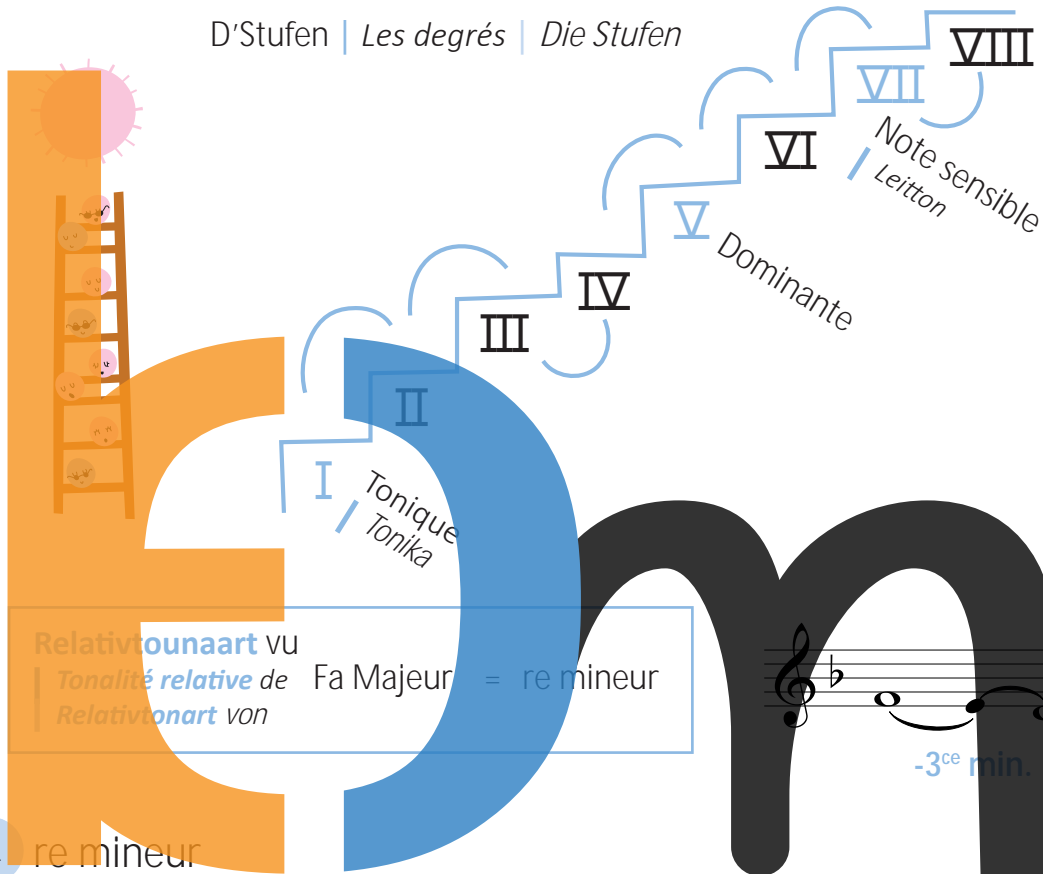 D'Stufen | Les degrés | Die Stufen
VIII
VII
Note sensible
Leitton
VI
V
Dominante
IV
III
II
I
Tonique
Tonika
Relativtounaart vu
Tonalité relative de Fa Majeur = re mineur
Relativtonart von
-3ce min.
re mineur